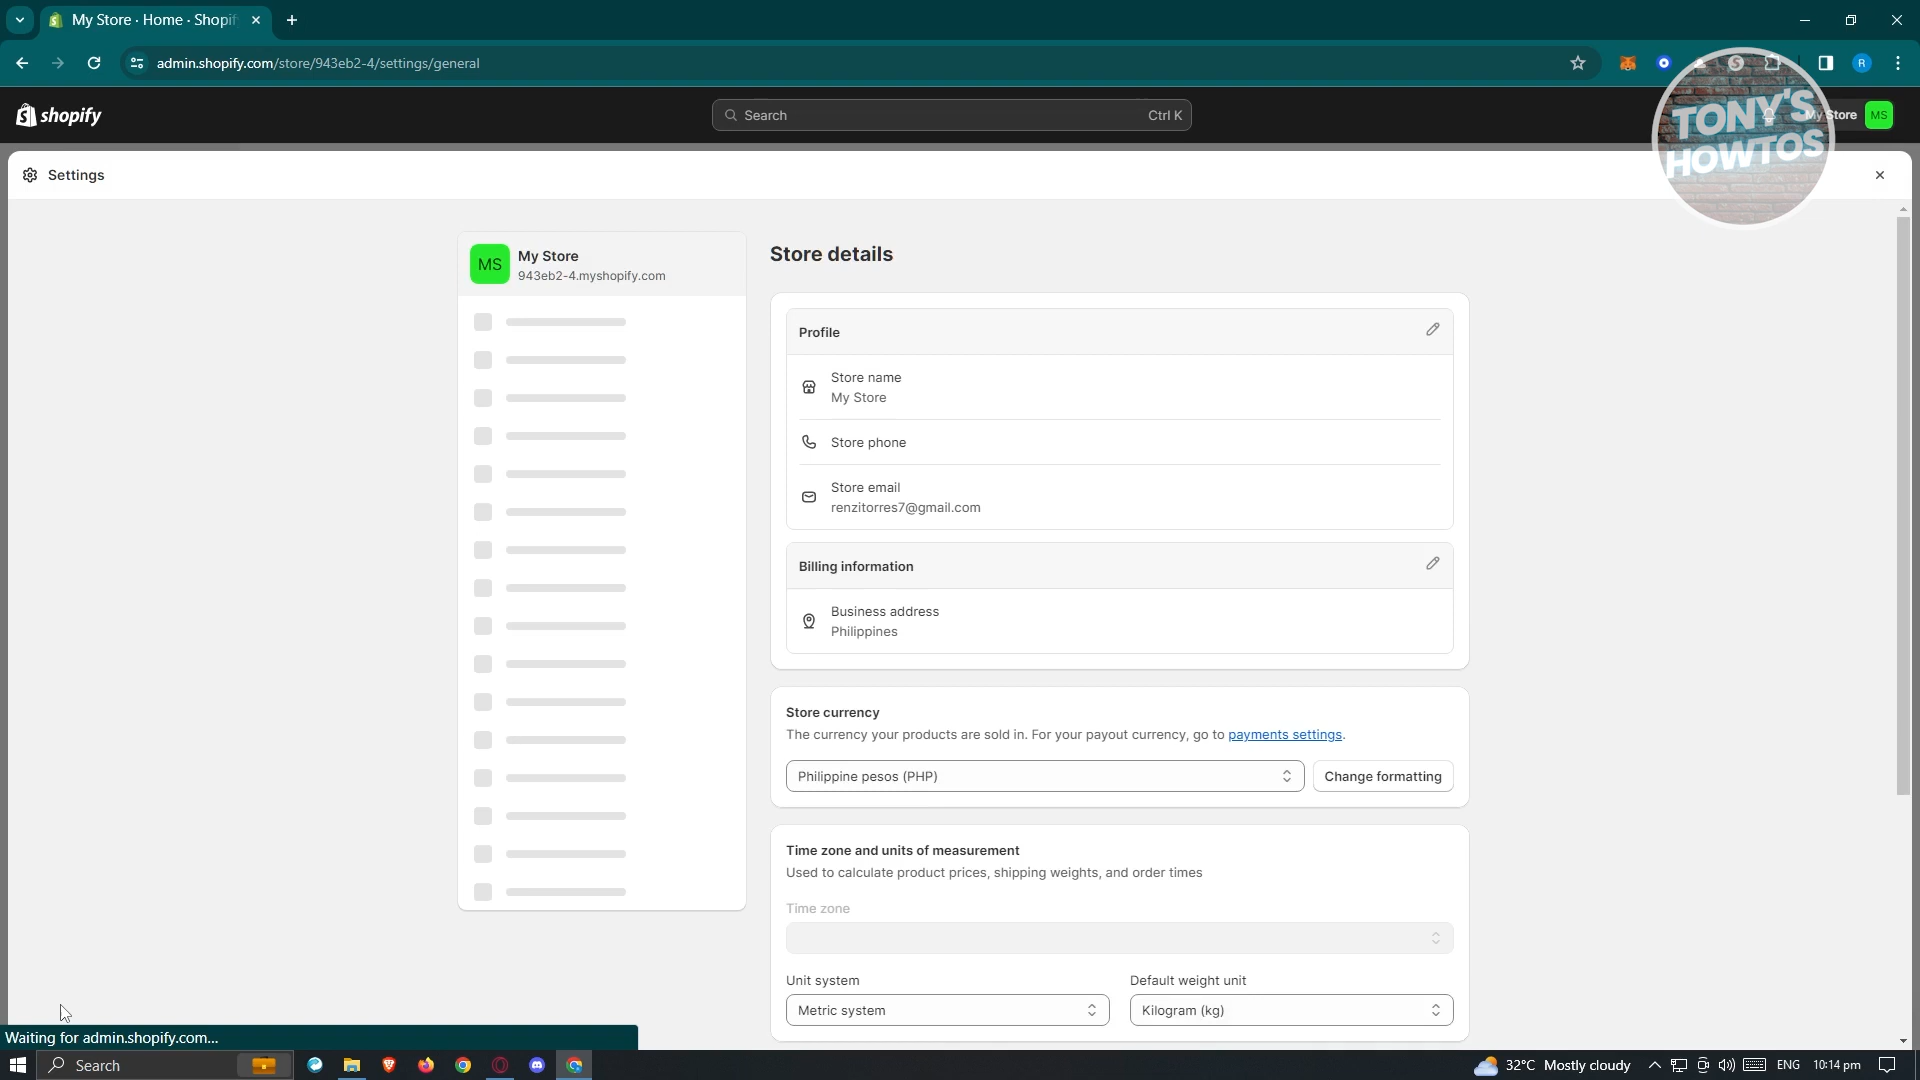 My Store · Home · Shopif
admin.shopify.com/store/943eb2-4/settings/general
R
shopify
Search
Ctrl K
My Store
MS
TONY'S
HOWTOS
Settings
MS
My Store
943eb2-4.myshopify.com
Store details
Profile
Store name
My Store
Store phone
Store email
renzitorres7@gmail.com
Billing information
Business address
Philippines
Store currency
The currency your products are sold in. For your payout currency, go to payments settings.
Philippine pesos (PHP)
Change formatting
Time zone and units of measurement
Used to calculate product prices, shipping weights, and order times
Time zone
Unit system
Default weight unit
Metric system
Kilogram (kg)
Waiting for admin.shopify.com...
Search
32°C Mostly cloudy
ENG
10:14 pm